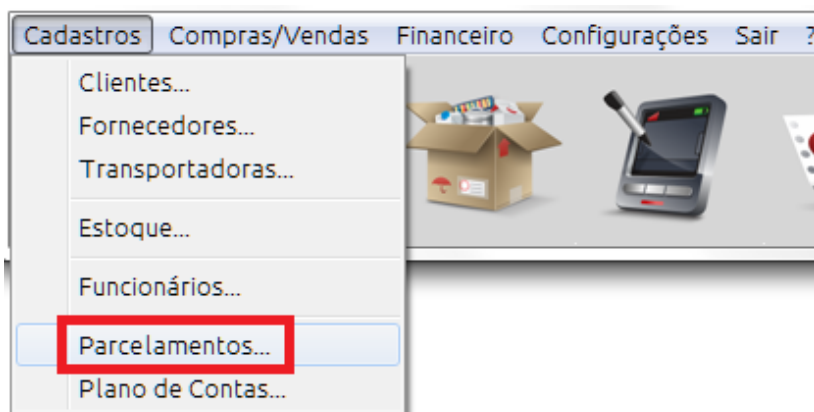 Cadastros Compras/Vendas Financeiro Configurações Sair ?
Clientes...
Fornecedores...
Transportadoras...
Estoque...
Funcionários...
Parcelamentos...
Plano de Contas...